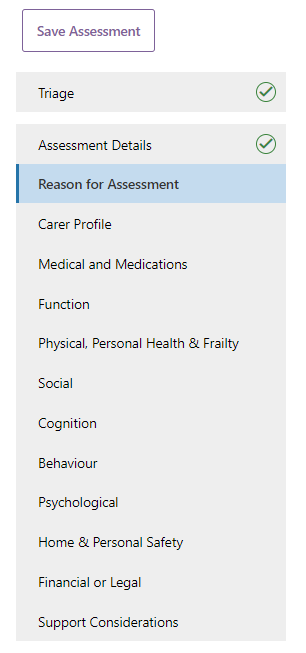 Save Assessment
Triage
Assessment Details
Reason for Assessment
Carer Profile
Medical and Medications
Function
Physical, Personal Health & Frailty
Social
Cognition
Behaviour
Psychological
Home & Personal Safety
Financial or Legal
Support Considerations